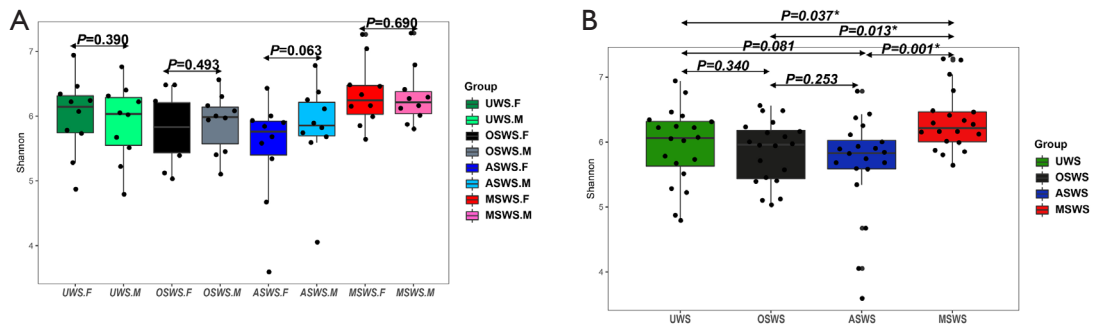 A
P=0.390
P=0.493
P=0.063
P=0.690
Shannon
7
6
5
4
UWS.F
UWS.M
OSWS.F
OSWS.M
ASWS.F
ASWS.M
MSWS.F
MSWS.M
Group
UWS.F
UWS.M
OSWS.F
OSWS.M
ASWS.F
ASWS.M
MSWS.F
MSWS.M
B
P=0.037*
P=0.013*
P=0.081
P=0.001*
P=0.340
P=0.253
Shannon
7
6
5
4
UWS
OSWS
ASWS
MSWS
Group
UWS
OSWS
ASWS
MSWS